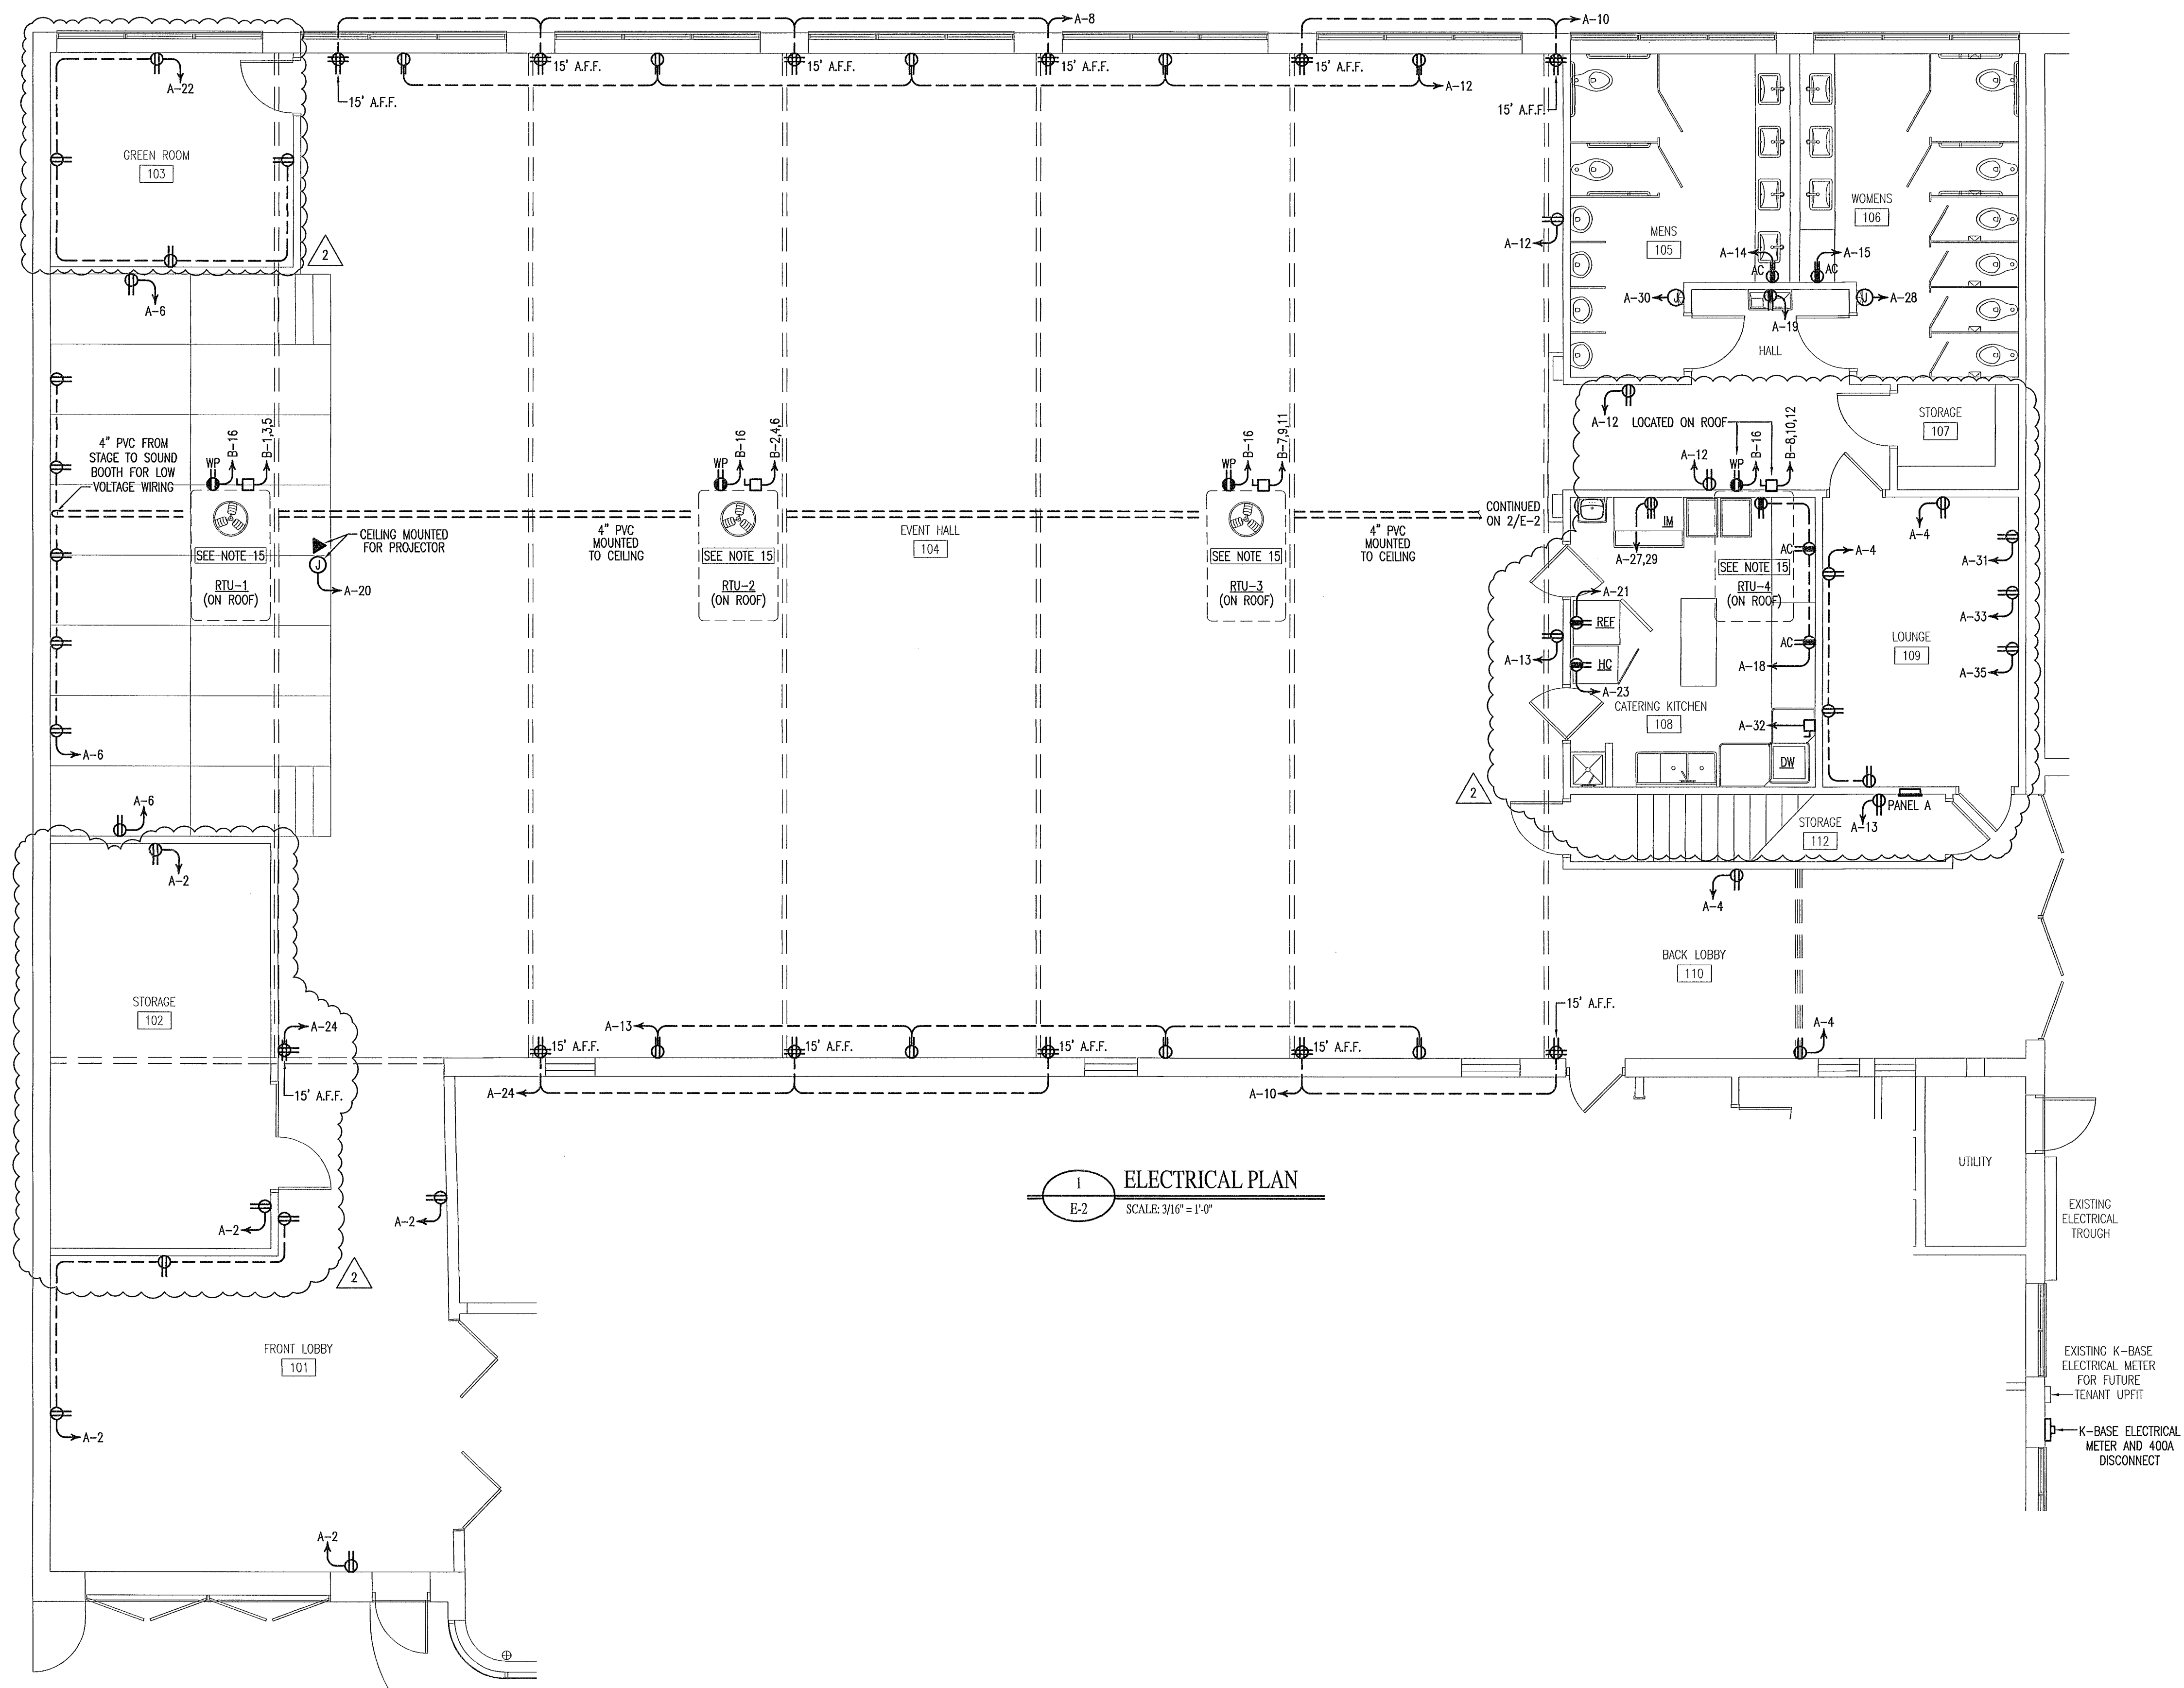 A-8
A-10
15' A.F.F.
15' A.F.F.
15' A.F.F.
15' A.F.F.
A-22
A-12
15' A.F.F.
15' A.F.F.
GREEN ROOM
103
2
A-6
A-12
MENS
105
WOMENS
106
A-14
AC
AC
A-15
A-30
J
J
A-28
A-19
HALL
4" PVC FROM
STAGE TO SOUND
BOOTH FOR LOW
VOLTAGE WIRING
WP
B-16
B-1,3,5
WP
B-16
B-2,4,6
WP
B-16
B-7,9,11
A-12
LOCATED ON ROOF
WP
B-16
B-8,10,12
STORAGE
107
A-12
SEE NOTE 15
RTU-1
(ON ROOF)
CEILING MOUNTED
FOR PROJECTOR
J
A-20
4" PVC
MOUNTED
TO CEILING
SEE NOTE 15
RTU-2
(ON ROOF)
EVENT HALL
104
SEE NOTE 15
RTU-3
(ON ROOF)
4" PVC
MOUNTED
TO CEILING
CONTINUED
ON 2/E-2
IM
A-27,29
AC
SEE NOTE 15
RTU-4
(ON ROOF)
A-4
A-4
A-31
A-33
A-35
A-21
REF
A-13
HC
A-23
AC
A-18
LOUNGE
109
CATERING KITCHEN
108
A-32
DW
2
PANEL A
A-13
STORAGE
112
A-6
A-6
A-2
A-4
BACK LOBBY
110
STORAGE
102
A-24
15' A.F.F.
A-13
15' A.F.F.
15' A.F.F.
15' A.F.F.
15' A.F.F.
15' A.F.F.
A-4
A-24
A-10
A-2
2
A-2
1
E-2
ELECTRICAL PLAN
SCALE: 3/16" = 1'-0"
UTILITY
EXISTING
ELECTRICAL
TROUGH
FRONT LOBBY
101
A-2
A-2
EXISTING K-BASE
ELECTRICAL METER
FOR FUTURE
TENANT UPFIT
K-BASE ELECTRICAL
METER AND 400A
DISCONNECT